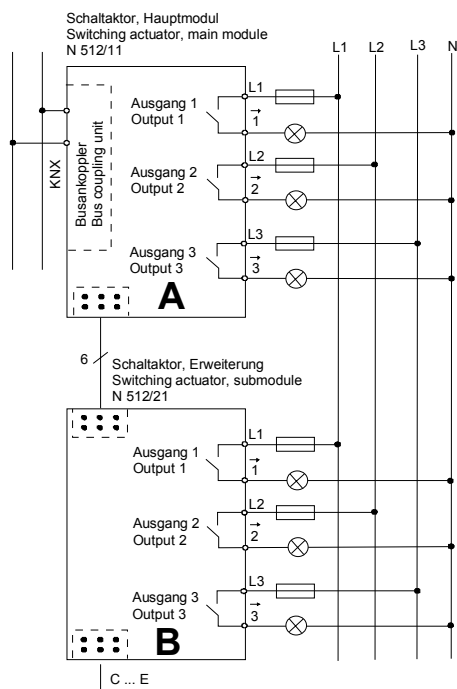 Schaltaktor, Hauptmodul
Switching actuator, main module
N 512/11
L1
L2
L3
N
KNX
Busankoppler
Bus coupling unit
Ausgang 1
Output 1
L1
→
1
Ausgang 2
Output 2
L2
→
2
Ausgang 3
Output 3
L3
→
3
A
6
Schaltaktor, Erweiterung
Switching actuator, submodule
N 512/21
Ausgang 1
Output 1
L1
→
1
Ausgang 2
Output 2
L2
→
2
Ausgang 3
Output 3
L3
→
3
B
C ... E